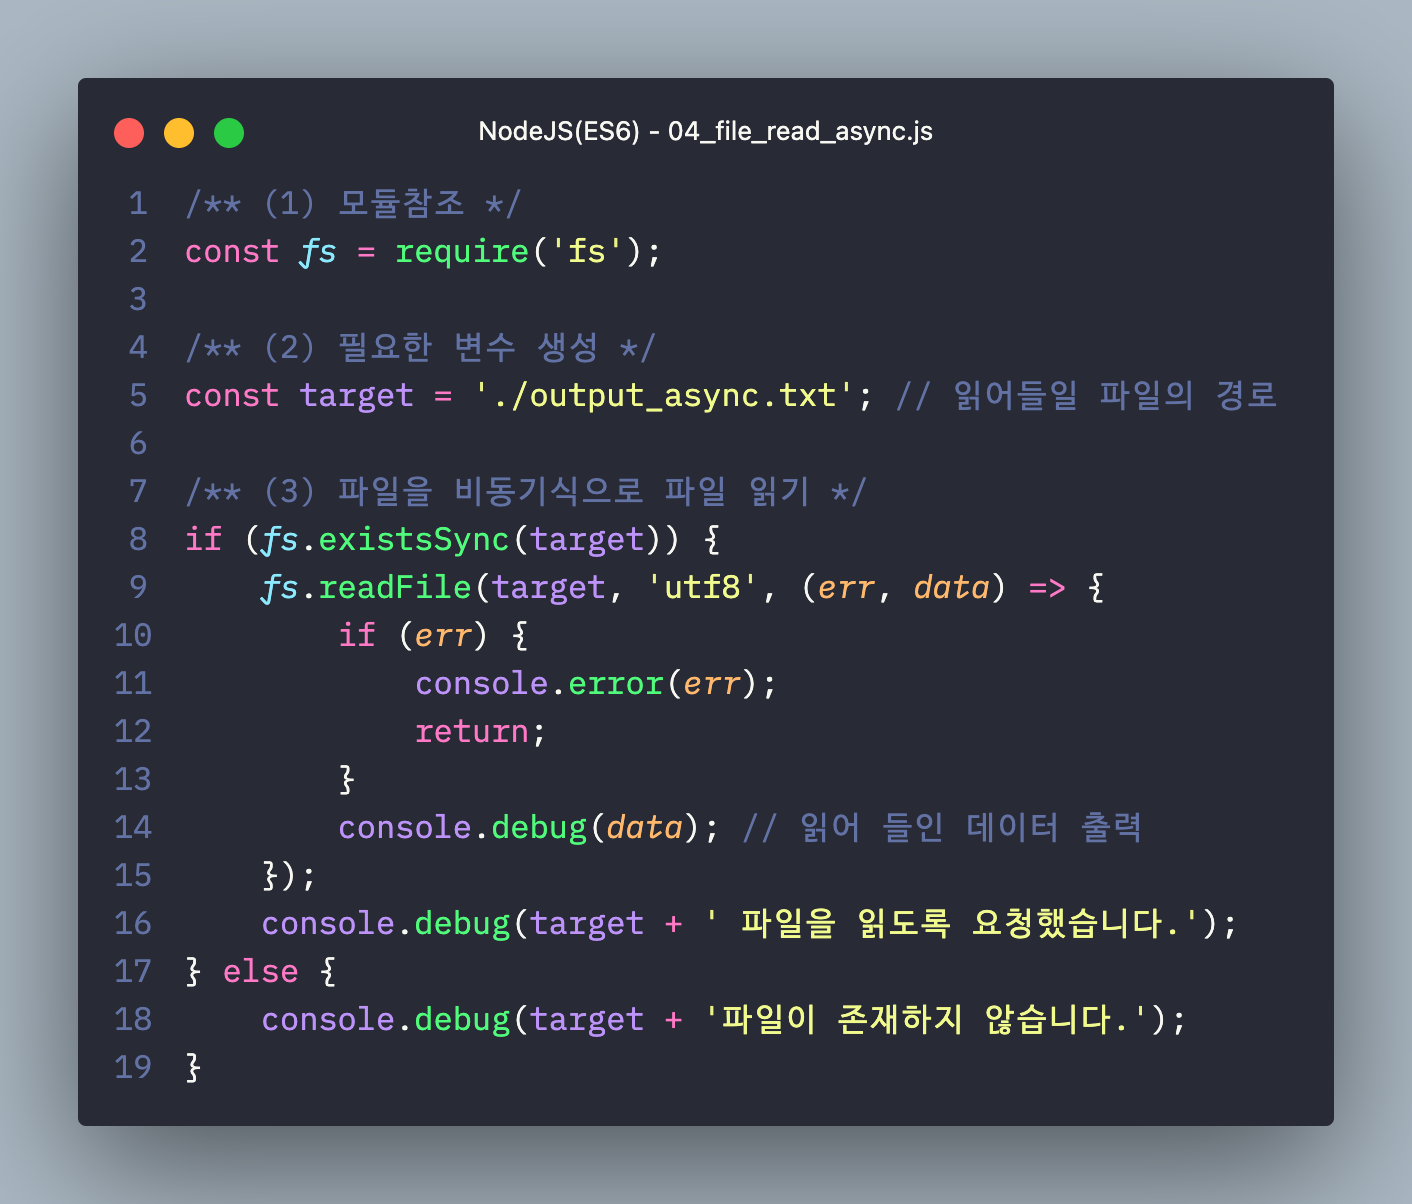 NodeJS(ES6) - 04_file_read_async.js
1 /** (1) 모듈참조 */
2 const fs = require('fs');
3
4 /** (2) 필요한 변수 생성 */
5 const target = './output_async.txt'; // 읽어들일 파일의 경로
6
7 /** (3) 파일을 비동기식으로 파일 읽기 */
8 if (fs.existsSync(target)) {
9     fs.readFile(target, 'utf8', (err, data) => {
10         if (err) {
11             console.error(err);
12             return;
13         }
14         console.debug(data); // 읽어 들인 데이터 출력
15     });
16     console.debug(target + ' 파일을 읽도록 요청했습니다.');
17 } else {
18     console.debug(target + '파일이 존재하지 않습니다.');
19 }